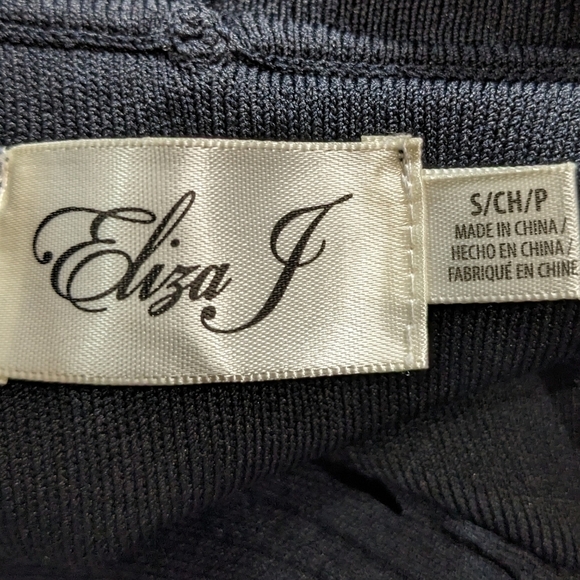 Eliza J
S/CH/P
MADE IN CHINA /
HECHO EN CHINA /
FABRIQUÉ EN CHINE